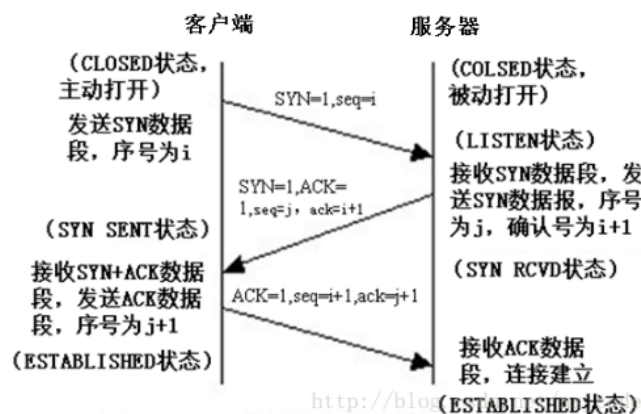 客户端
服务器
(CLOSED状态，
主动打开)
(COLSED状态，
被动打开)
SYN=1,seq=i
发送SYN数据
段，序号为i
(LISTEN状态)
接收SYN数据段，发
送SYN数据报，序号
为j，确认号为i+1
SYN=1,ACK=
1,seq=j，ack=i+1
(SYN SENT状态)
(SYN RCVD状态)
接收SYN+ACK数据
段，发送ACK数据
段，序号为j+1
ACK=1,seq=i+1,ack=j+1
(ESTABLISHED状态)
接收ACK数据
段，连接建立
(ESTABLISHED状态)
http://blog